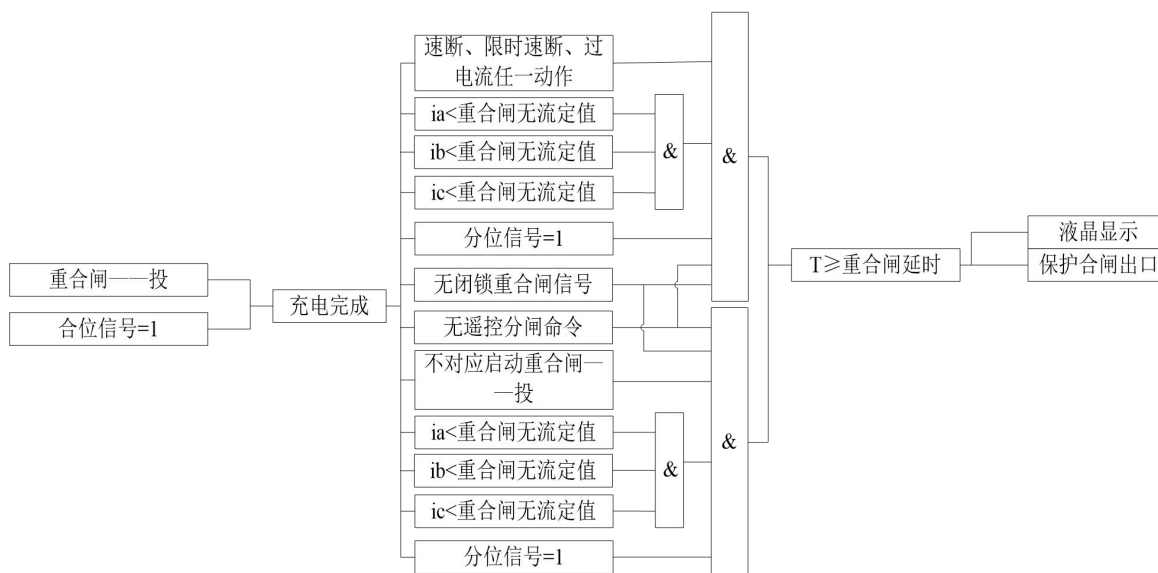 重合闸——投
合位信号=1
充电完成
速断、限时速断、过
电流任一动作
ia<重合闸无流定值
ib<重合闸无流定值
ic<重合闸无流定值
&
分位信号=1
无闭锁重合闸信号
无遥控分闸命令
不对应启动重合闸—
—投
ia<重合闸无流定值
ib<重合闸无流定值
ic<重合闸无流定值
&
分位信号=1
&
&
T≥重合闸延时
液晶显示
保护合闸出口